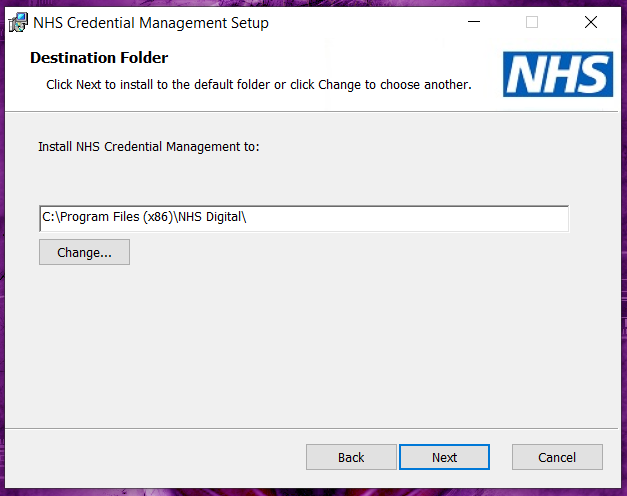 NHS Credential Management Setup
Destination Folder
Click Next to install to the default folder or click Change to choose another.
NHS
Install NHS Credential Management to:
C:\Program Files (x86)\NHS Digital\
Change...
Back
Next
Cancel